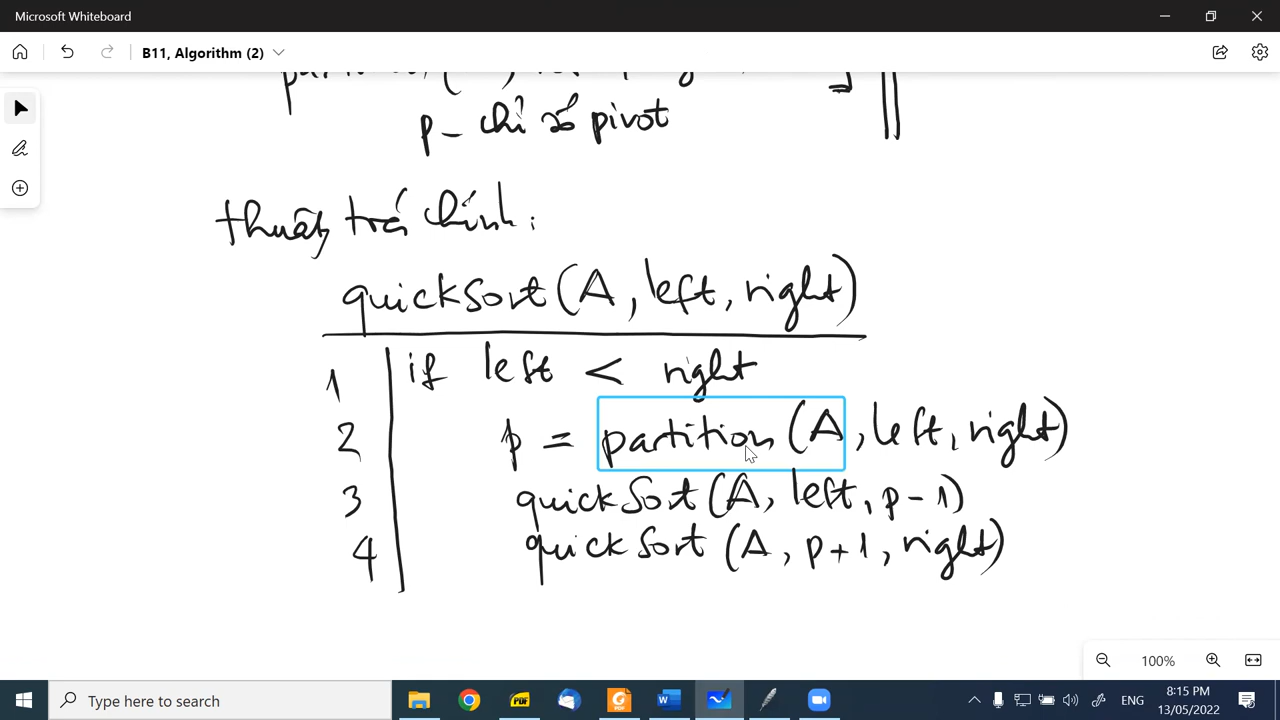 Microsoft Whiteboard
B11, Algorithm (2)
p - chỉ số pivot
thuật toán chính:
quickSort(A, left, right)
1 if left < right
2 p = partition (A, left, right)
3 quickSort(A, left, p-1)
4 quickSort (A, p+1, right)
100%
Type here to search
ENG
8:15 PM
13/05/2022